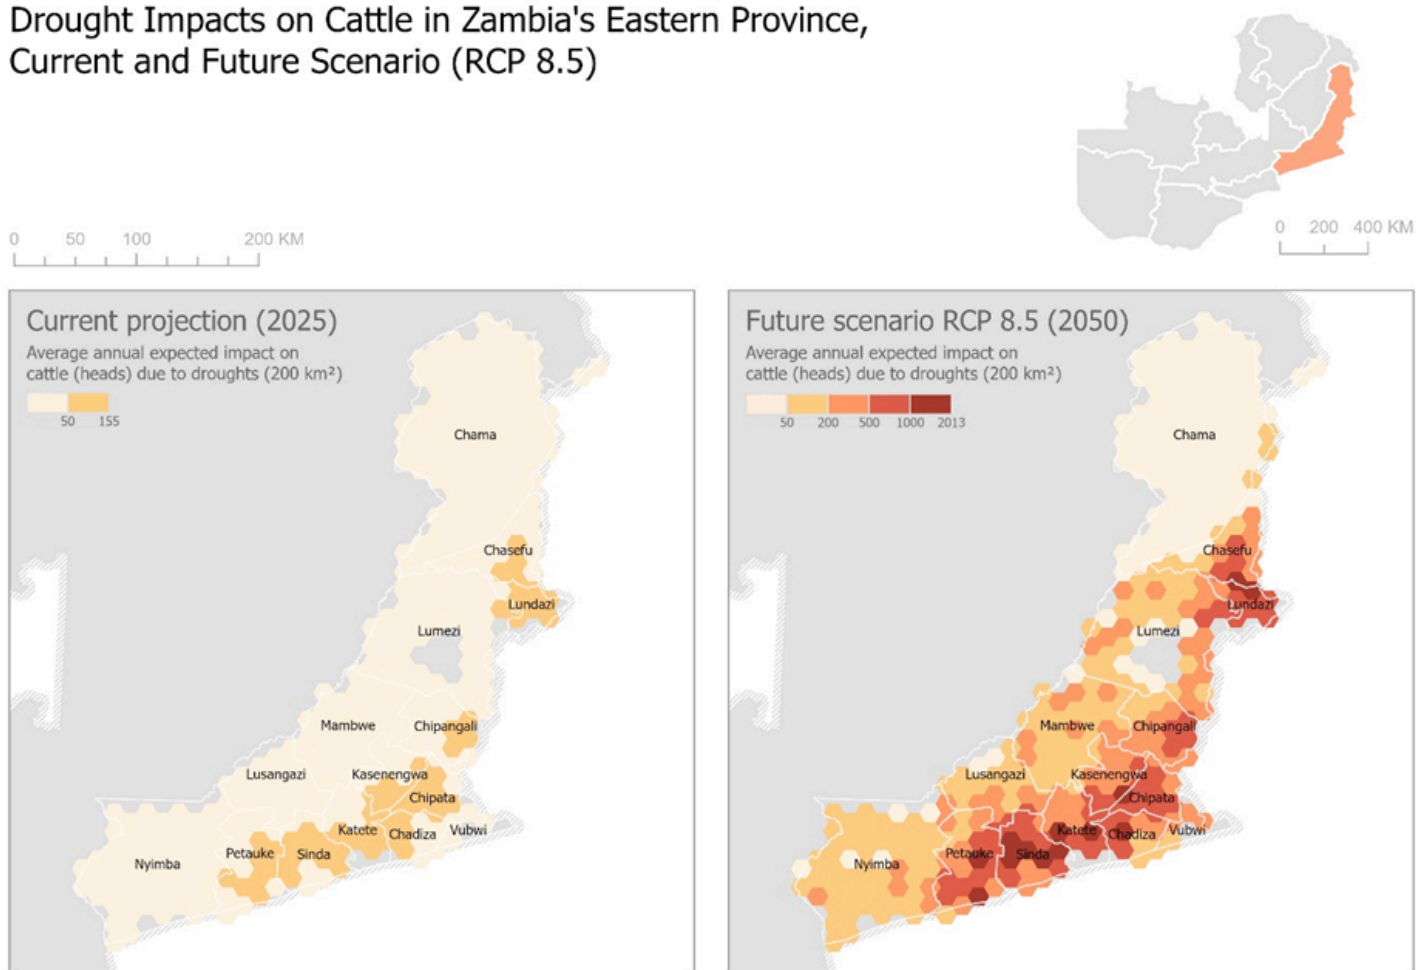 Drought Impacts on Cattle in Zambia's Eastern Province,
Current and Future Scenario (RCP 8.5)
0 50 100 200 KM
0 200 400 KM
Current projection (2025)
Average annual expected impact on
cattle (heads) due to droughts (200 km²)
50 155
Chama
Chasefu
Lundazi
Lumezi
Mambwe
Chipangali
Lusangazi
Kasenengwa
Chipata
Katete
Chadiza
Vubwi
Petauke
Sinda
Nyimba
Future scenario RCP 8.5 (2050)
Average annual expected impact on
cattle (heads) due to droughts (200 km²)
50 200 500 1000 2013
Chama
Chasefu
Lundazi
Lumezi
Mambwe
Chipangali
Lusangazi
Kasenengwa
Chipata
Katete
Chadiza
Vubwi
Petauke
Sinda
Nyimba